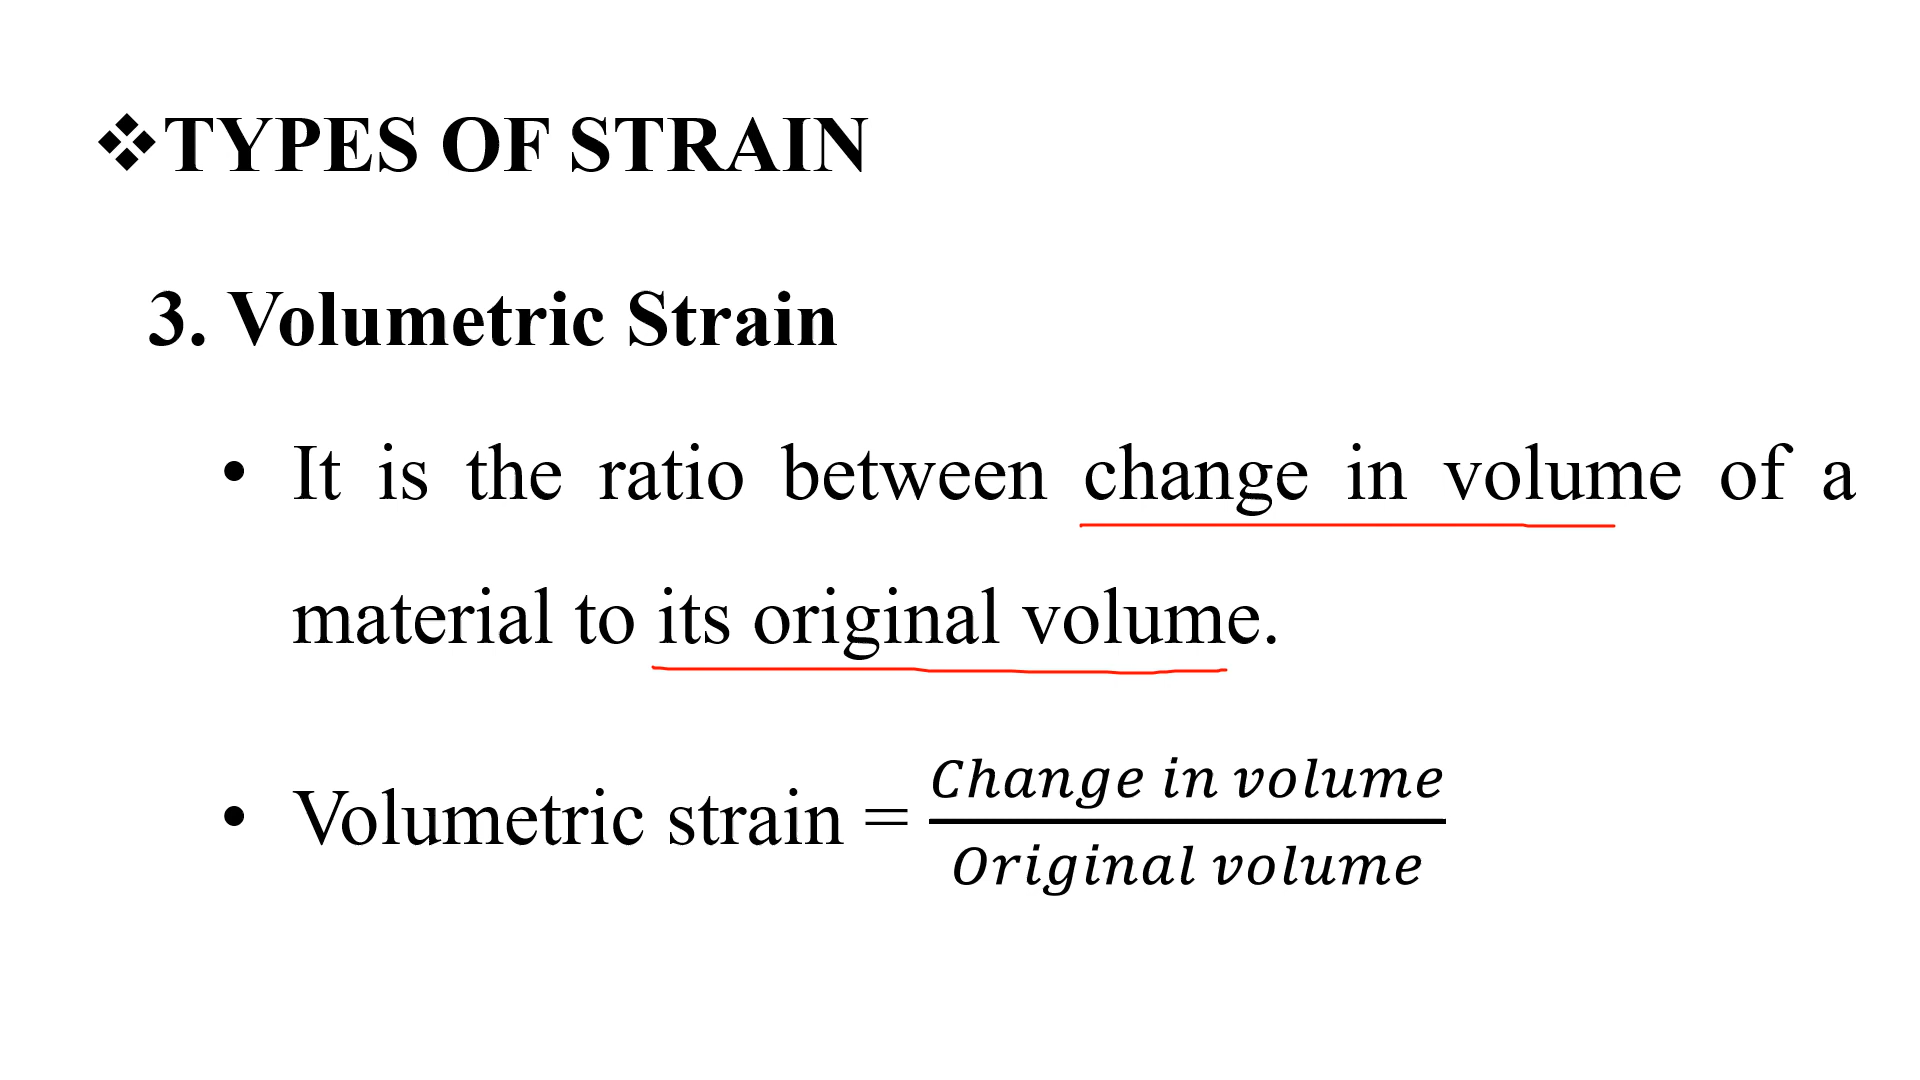 ❖TYPES OF STRAIN
3. Volumetric Strain
• It is the ratio between change in volume of a
material to its original volume.
• Volumetric strain = Change in volume
Original volume